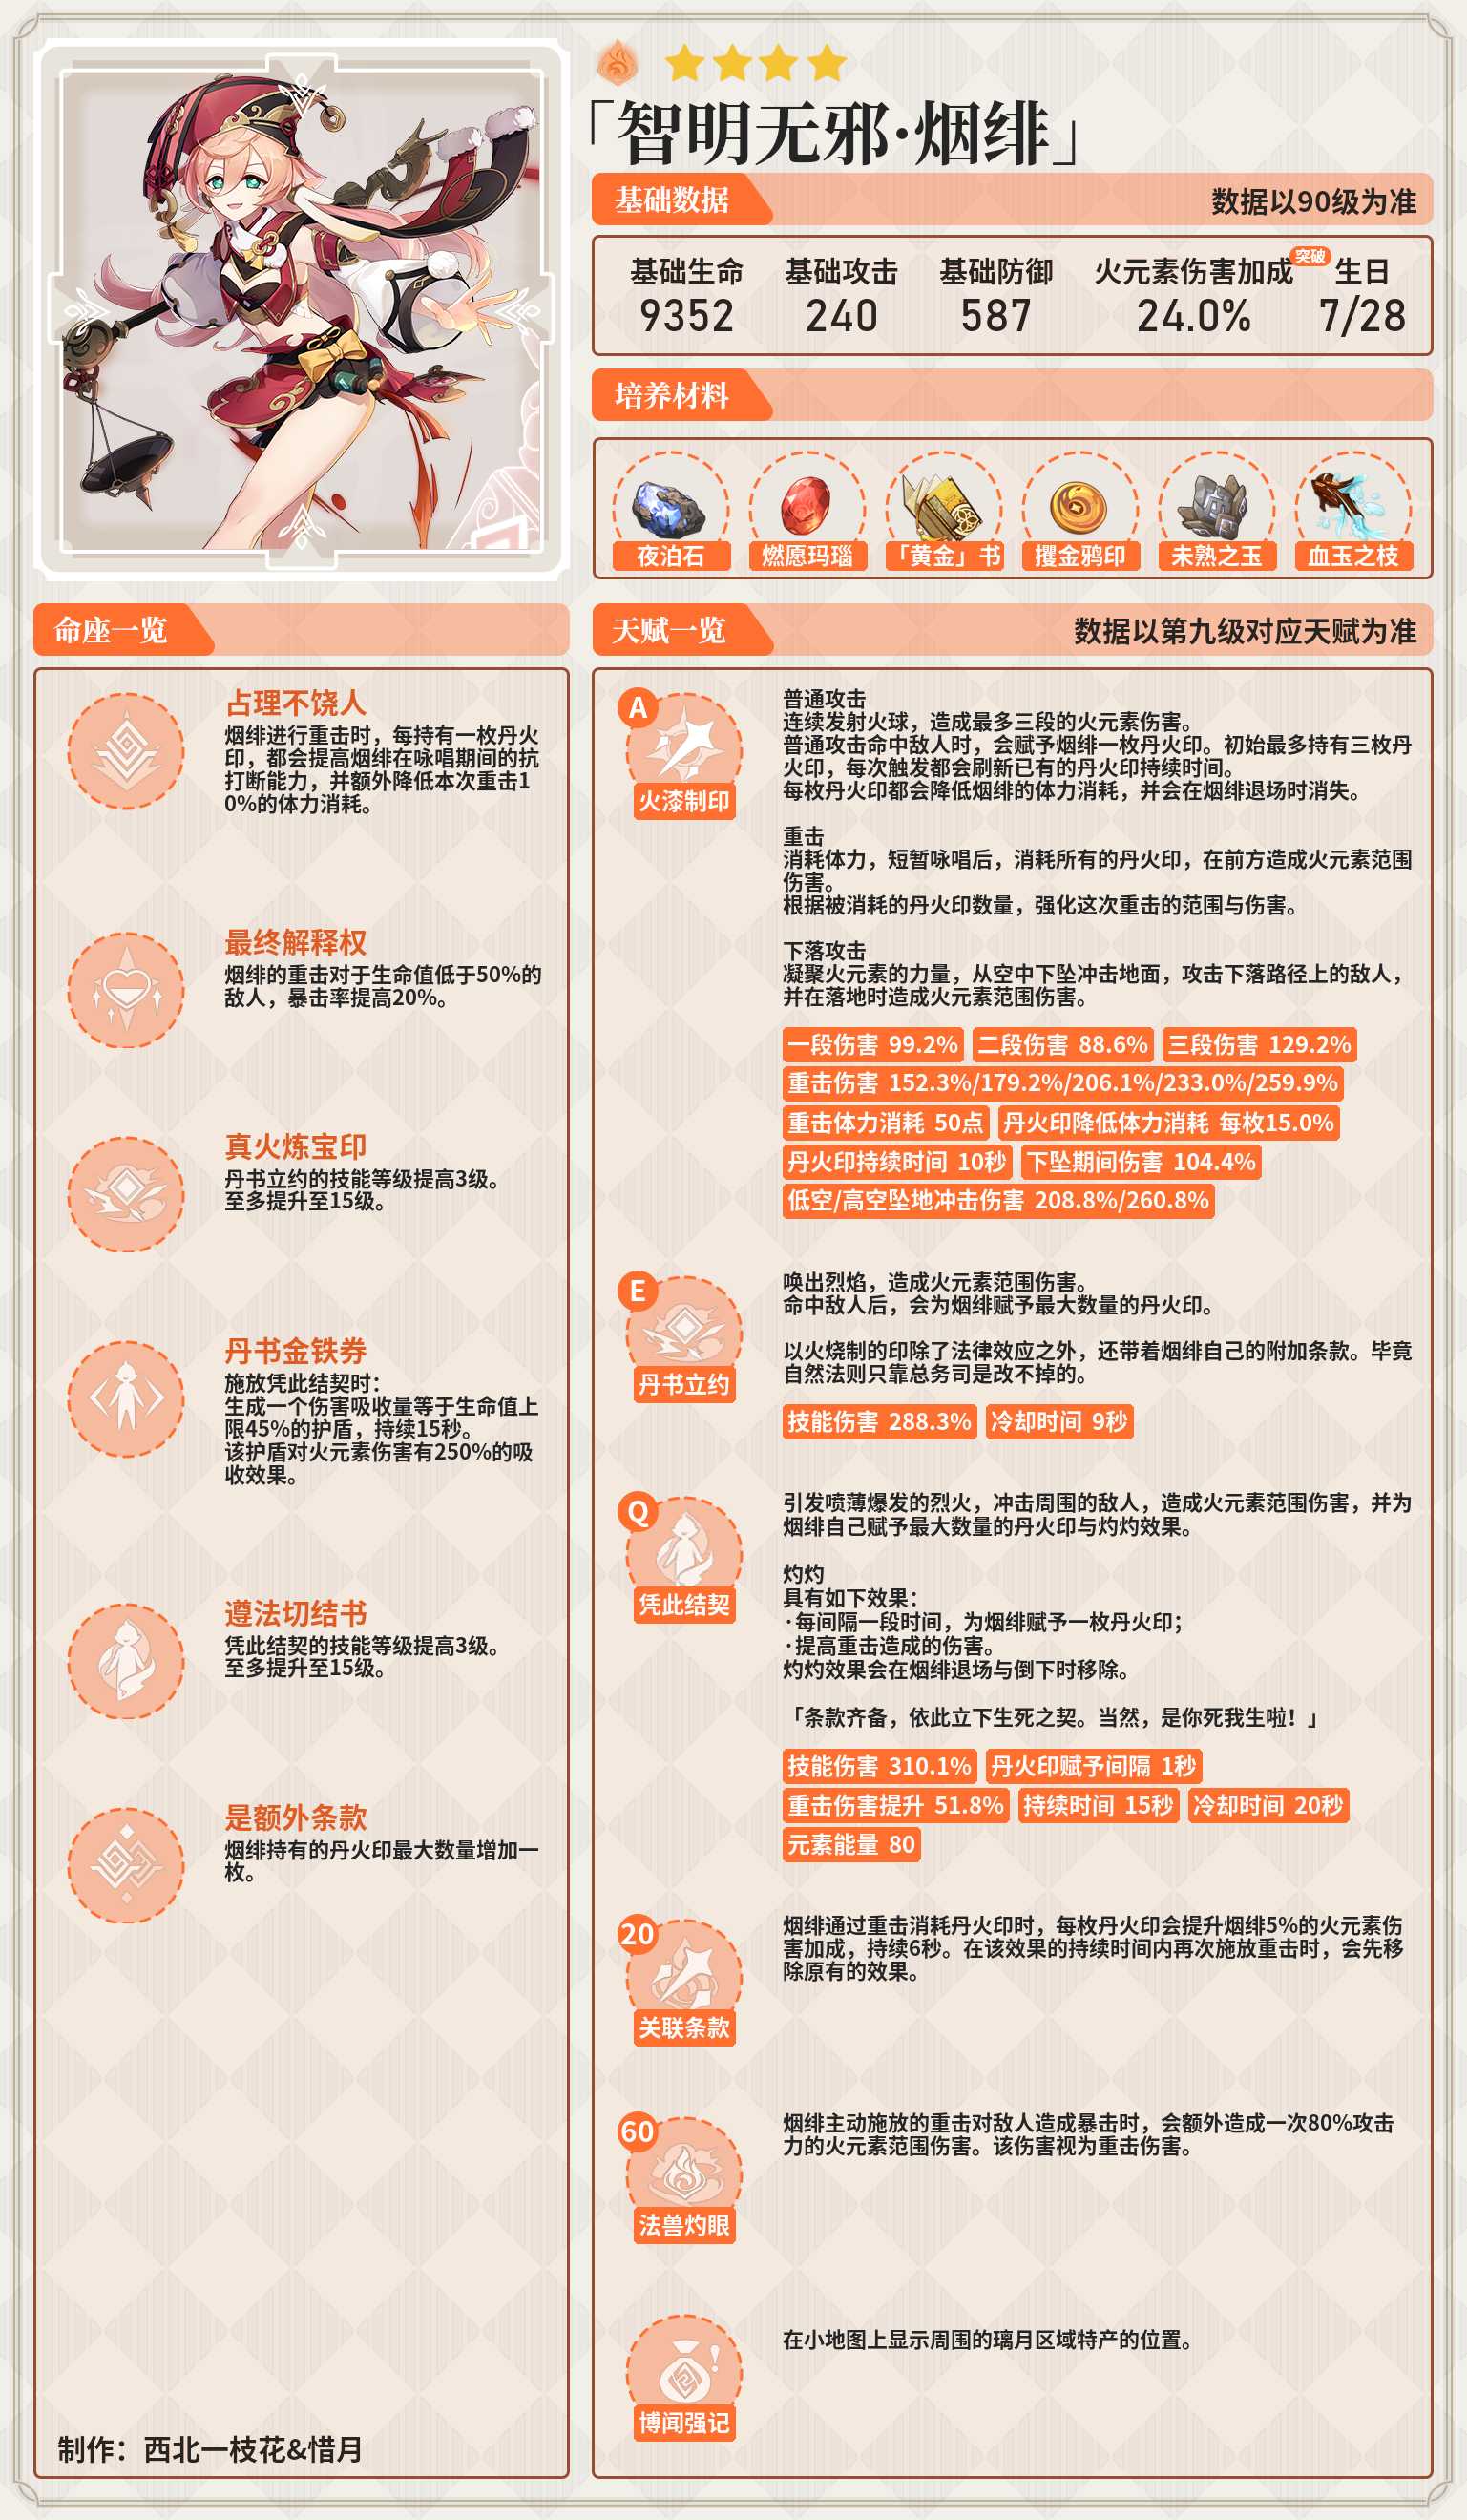 「智明无邪·烟绯」
基础数据
数据以90级为准
基础生命
基础攻击
基础防御
火元素伤害加成
突破
生日
9352
240
587
24.0%
7/28
培养材料
夜泊石
燃愿玛瑙
「黄金」书
攫金鸦印
未熟之玉
血玉之枝
命座一览
占理不饶人
烟绯进行重击时，每持有一枚丹火
印，都会提高烟绯在咏唱期间的抗
打断能力，并额外降低本次重击1
0%的体力消耗。
最终解释权
烟绯的重击对于生命值低于50%的
敌人，暴击率提高20%。
真火炼宝印
丹书立约的技能等级提高3级。
至多提升至15级。
丹书金铁券
施放凭此结契时：
生成一个伤害吸收量等于生命值上
限45%的护盾，持续15秒。
该护盾对火元素伤害有250%的吸
收效果。
遵法切结书
凭此结契的技能等级提高3级。
至多提升至15级。
是额外条款
烟绯持有的丹火印最大数量增加一
枚。
制作：西北一枝花&惜月
天赋一览
数据以第九级对应天赋为准
A
火漆制印
普通攻击
连续发射火球，造成最多三段的火元素伤害。
普通攻击命中敌人时，会赋予烟绯一枚丹火印。初始最多持有三枚丹
火印，每次触发都会刷新已有的丹火印持续时间。
每枚丹火印都会降低烟绯的体力消耗，并会在烟绯退场时消失。
重击
消耗体力，短暂咏唱后，消耗所有的丹火印，在前方造成火元素范围
伤害。
根据被消耗的丹火印数量，强化这次重击的范围与伤害。
下落攻击
凝聚火元素的力量，从空中下坠冲击地面，攻击下落路径上的敌人，
并在落地时造成火元素范围伤害。
一段伤害 99.2% 二段伤害 88.6% 三段伤害 129.2%
重击伤害 152.3%/179.2%/206.1%/233.0%/259.9%
重击体力消耗 50点 丹火印降低体力消耗 每枚15.0%
丹火印持续时间 10秒 下坠期间伤害 104.4%
低空/高空坠地冲击伤害 208.8%/260.8%
E
丹书立约
唤出烈焰，造成火元素范围伤害。
命中敌人后，会为烟绯赋予最大数量的丹火印。
以火烧制的印除了法律效应之外，还带着烟绯自己的附加条款。毕竟
自然法则只靠总务司是改不掉的。
技能伤害 288.3% 冷却时间 9秒
Q
凭此结契
引发喷薄爆发的烈火，冲击周围的敌人，造成火元素范围伤害，并为
烟绯自己赋予最大数量的丹火印与灼灼效果。
灼灼
具有如下效果：
·每间隔一段时间，为烟绯赋予一枚丹火印；
·提高重击造成的伤害。
灼灼效果会在烟绯退场与倒下时移除。
「条款齐备，依此立下生死之契。当然，是你死我生啦！」
技能伤害 310.1% 丹火印赋予间隔 1秒
重击伤害提升 51.8% 持续时间 15秒 冷却时间 20秒
元素能量 80
20
关联条款
烟绯通过重击消耗丹火印时，每枚丹火印会提升烟绯5%的火元素伤
害加成，持续6秒。在该效果的持续时间内再次施放重击时，会先移
除原有的效果。
60
法兽灼眼
烟绯主动施放的重击对敌人造成暴击时，会额外造成一次80%攻击
力的火元素范围伤害。该伤害视为重击伤害。
博闻强记
在小地图上显示周围的璃月区域特产的位置。